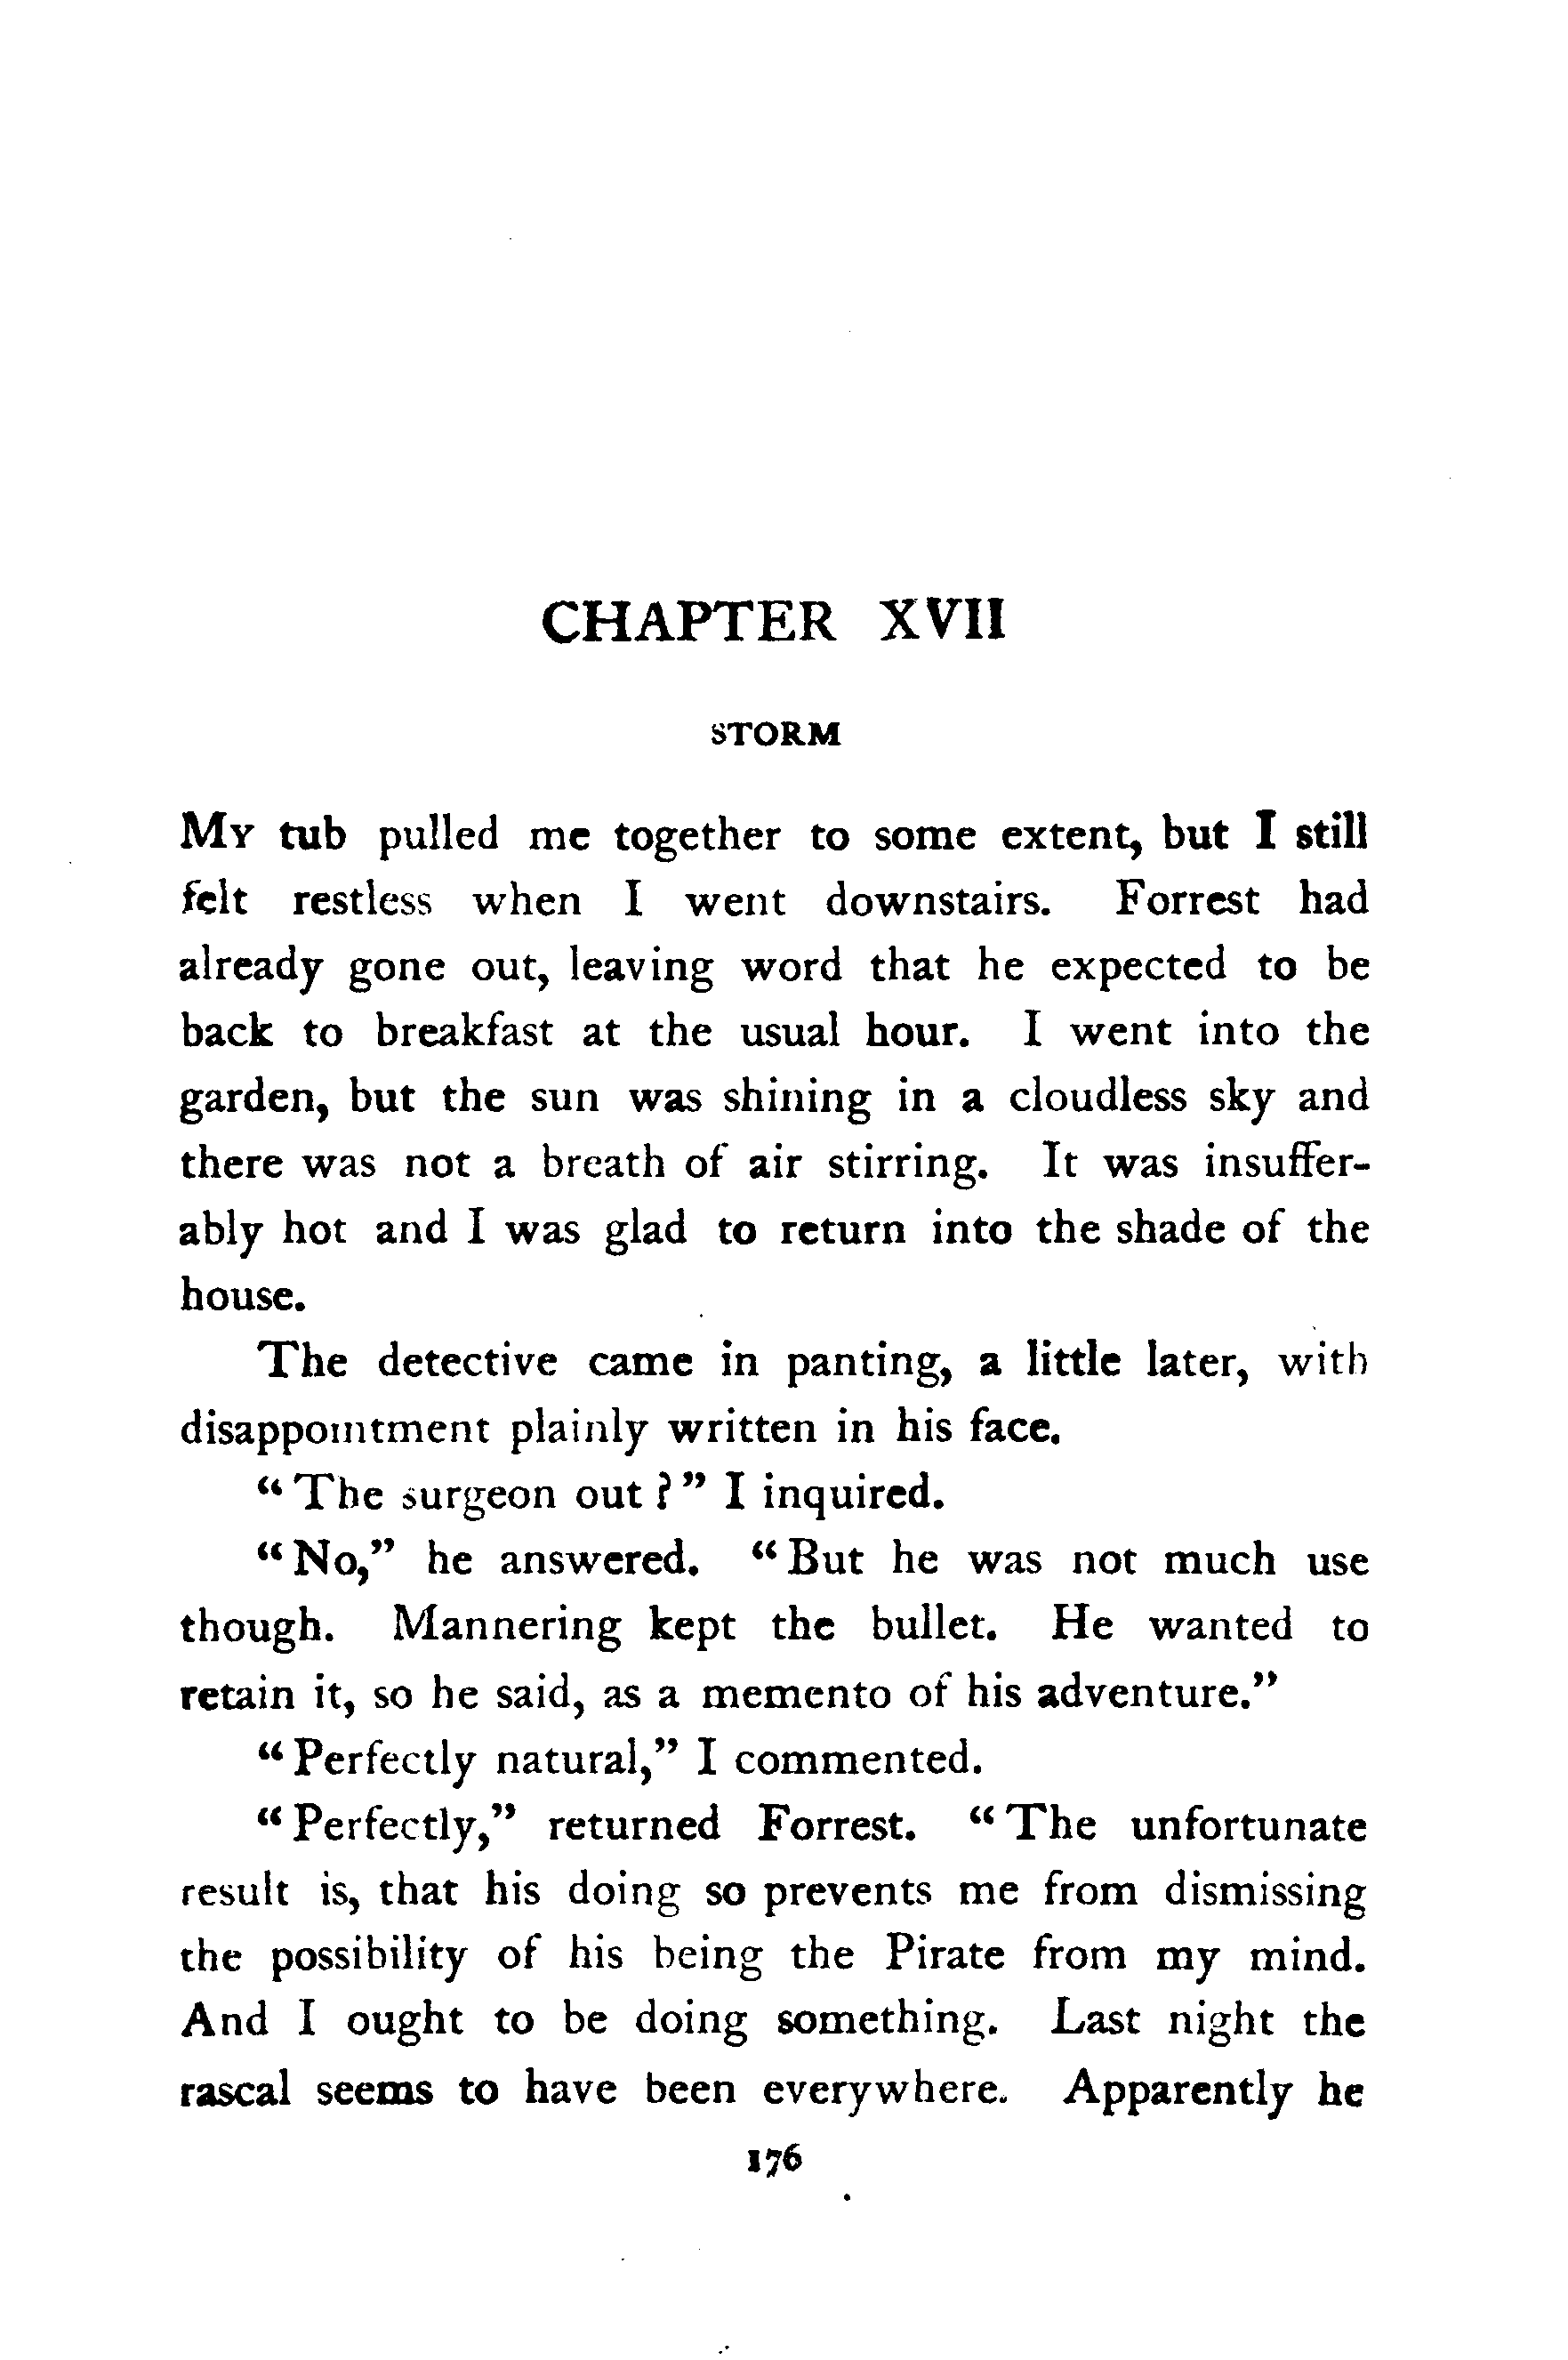 CHAPTER XVII
STORM
My tub pulled me together to some extent, but I still
felt restless when I went downstairs. Forrest had
already gone out, leaving word that he expected to be
back to breakfast at the usual hour. I went into the
garden, but the sun was shining in a cloudless sky and
there was not a breath of air stirring. It was insuffer-
ably hot and I was glad to return into the shade of the
house.
The detective came in panting, a little later, with
disappointment plainly written in his face.
“The surgeon out?” I inquired.
“No,” he answered. “But he was not much use
though. Mannering kept the bullet. He wanted to
retain it, so he said, as a memento of his adventure.”
“Perfectly natural,” I commented.
“Perfectly,” returned Forrest. “The unfortunate
result is, that his doing so prevents me from dismissing
the possibility of his being the Pirate from my mind.
And I ought to be doing something. Last night the
rascal seems to have been everywhere. Apparently he
176